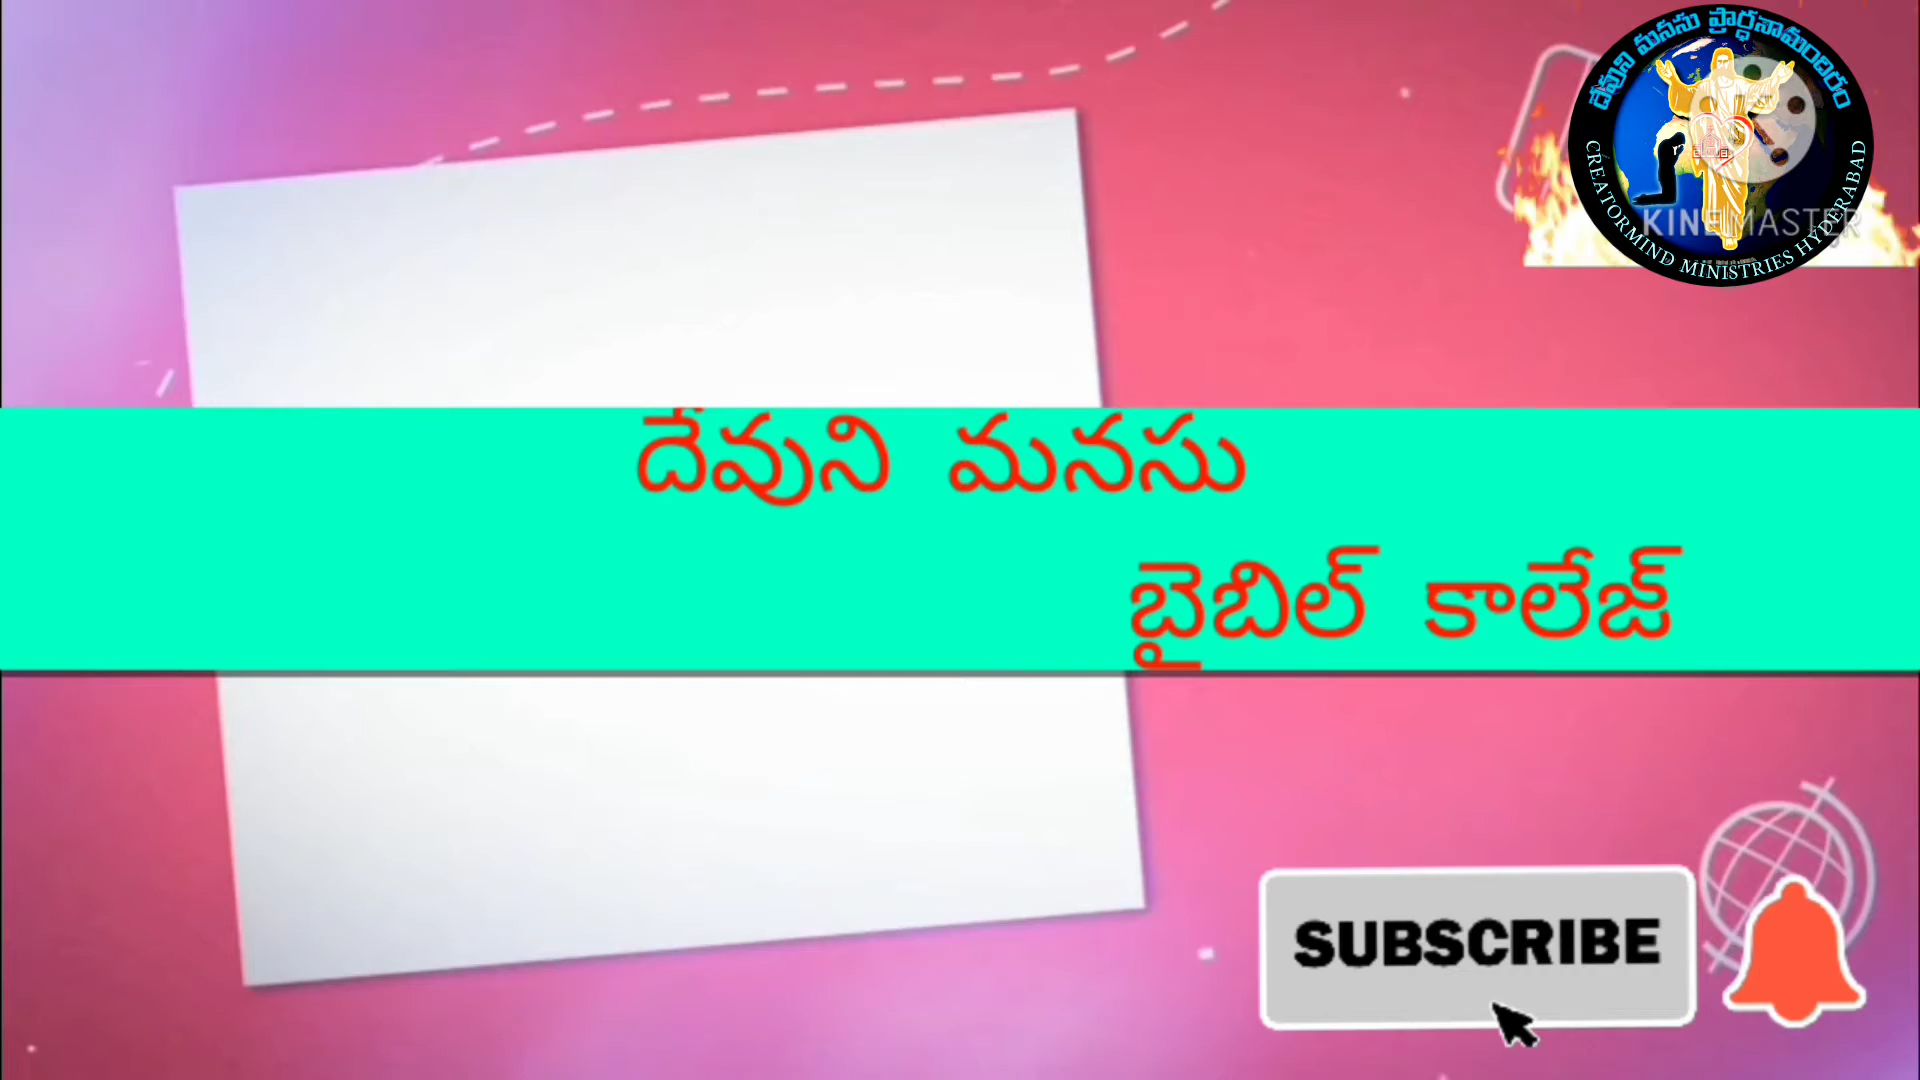 దేవుని మనసు ప్రార్థనామందిరం
CREATORMIND MINISTRIES HYDERABAD
KINEMASTER
దేవుని మనసు
బైబిల్ కాలేజ్
SUBSCRIBE